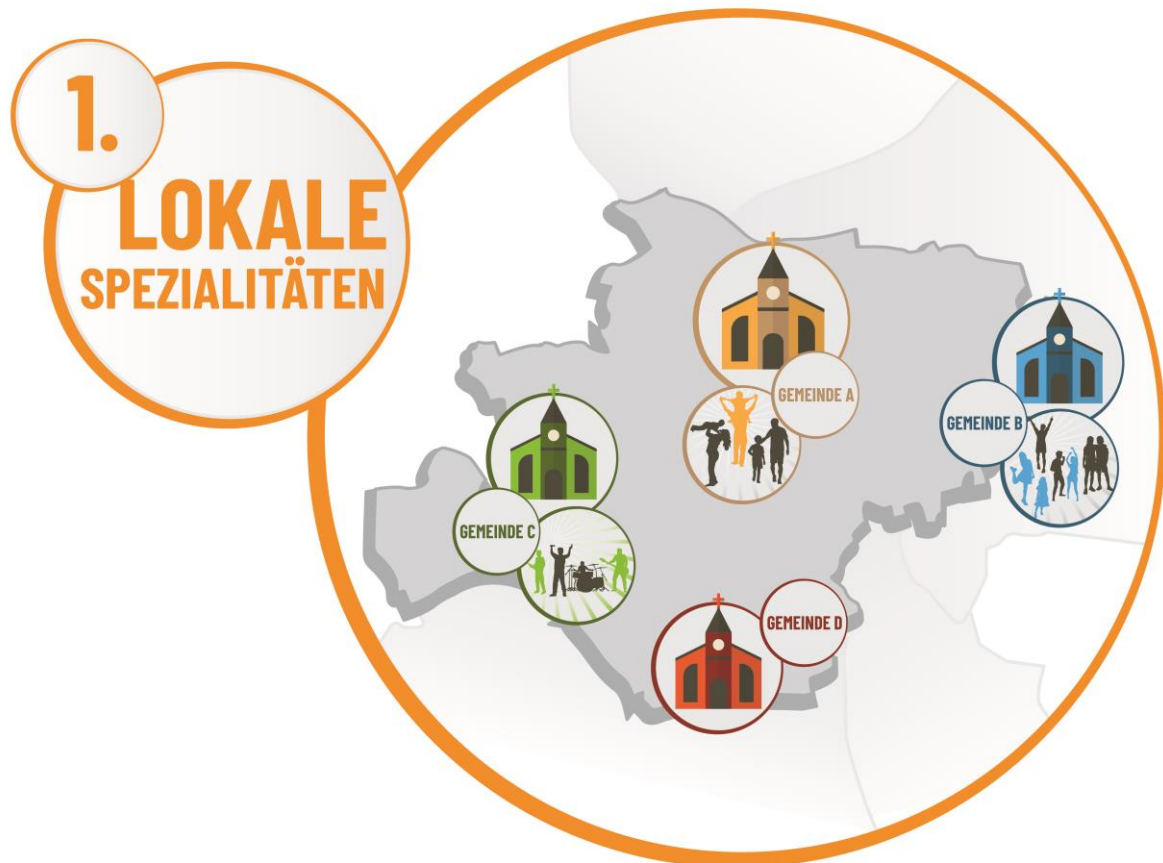 1.
LOKALE
SPEZIALITÄTEN
GEMEINDE A
GEMEINDE B
GEMEINDE C
GEMEINDE D